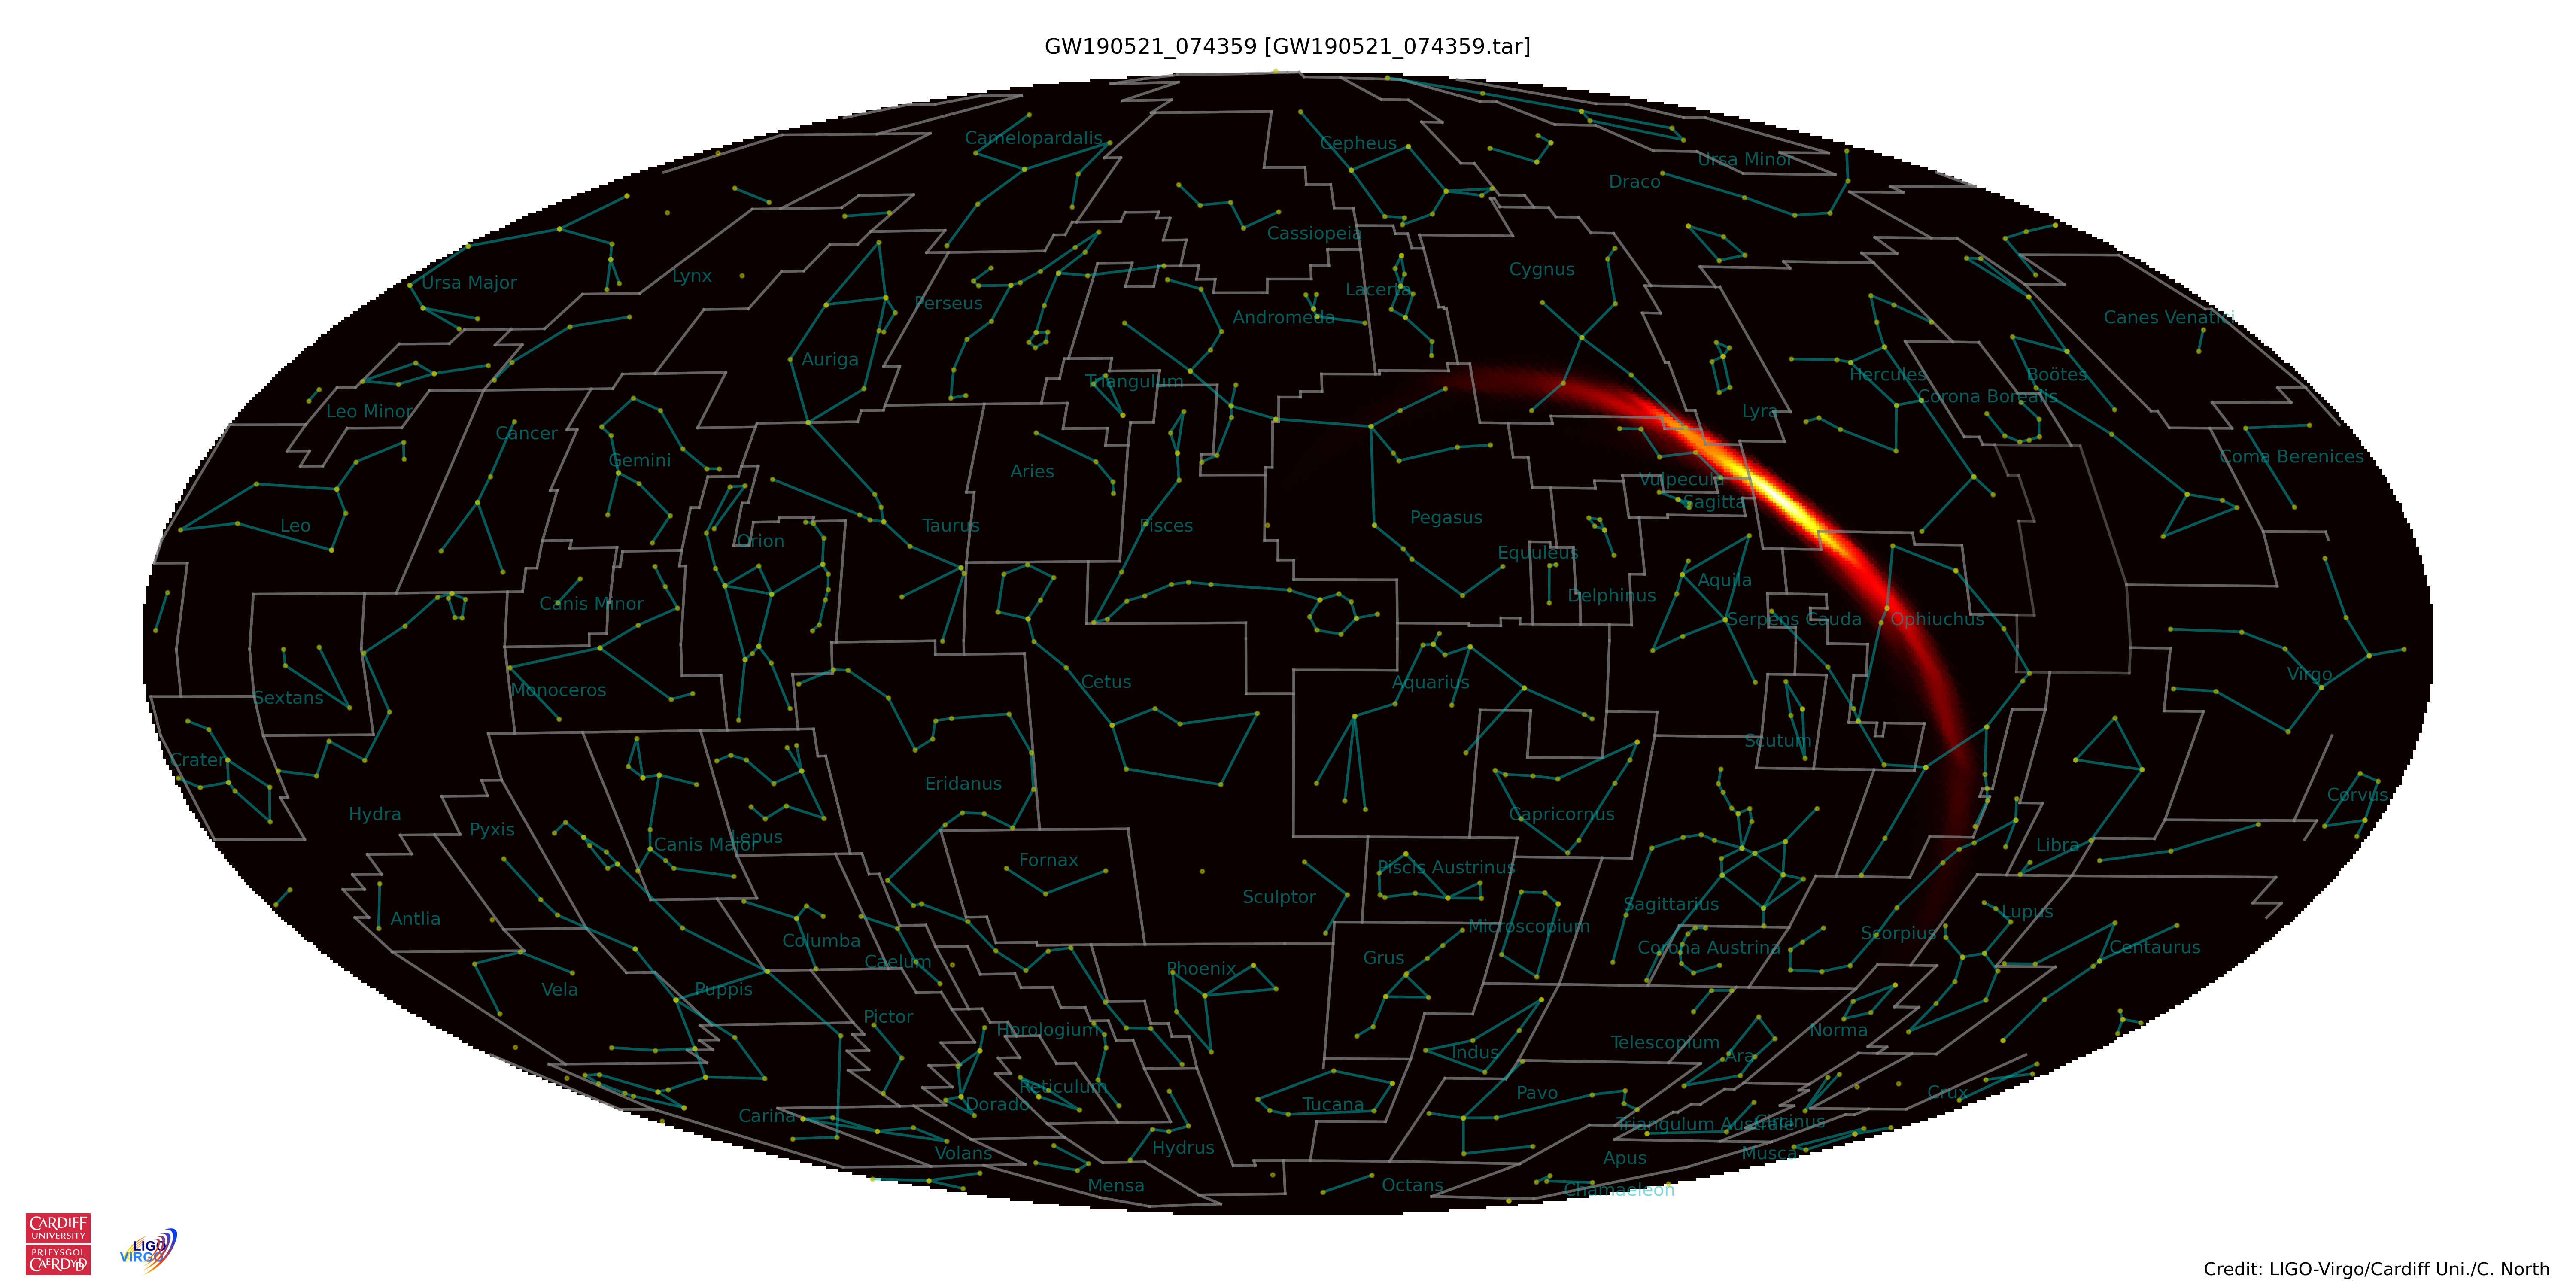 GW190521_074359 [GW190521_074359.tar]
Camelopardalis
Cepheus
Ursa Minor
Draco
Cassiopeia
Ursa Major
Lynx
Cygnus
Perseus
Lacerta
Andromeda
Canes Venatici
Auriga
Triangulum
Hercules
Boötes
Corona Borealis
Leo Minor
Lyra
Cancer
Gemini
Aries
Coma Berenices
Vulpecula
Sagitta
Leo
Orion
Taurus
Pisces
Pegasus
Equuleus
Canis Minor
Delphinus
Aquila
Serpens Cauda
Ophiuchus
Sextans
Monoceros
Cetus
Aquarius
Virgo
Crater
Scutum
Eridanus
Hydra
Pyxis
Capricornus
Corvus
Canis Major
Lepus
Libra
Fornax
Piscis Austrinus
Sculptor
Antlia
Sagittarius
Microscopium
Lupus
Columba
Scorpius
Corona Austrina
Centaurus
Caelum
Phoenix
Grus
Vela
Puppis
Pictor
Horologium
Norma
Indus
Telescopium
Ara
Reticulum
Dorado
Tucana
Pavo
Crux
Carina
Triangulum Australe
Circinus
Volans
Hydrus
Apus
Musca
Mensa
Octans
Chamaeleon
CARDIFF
UNIVERSITY
PRIFYSGOL
CAERDYDD
LIGO
VIRGO
Credit: LIGO-Virgo/Cardiff Uni./C. North